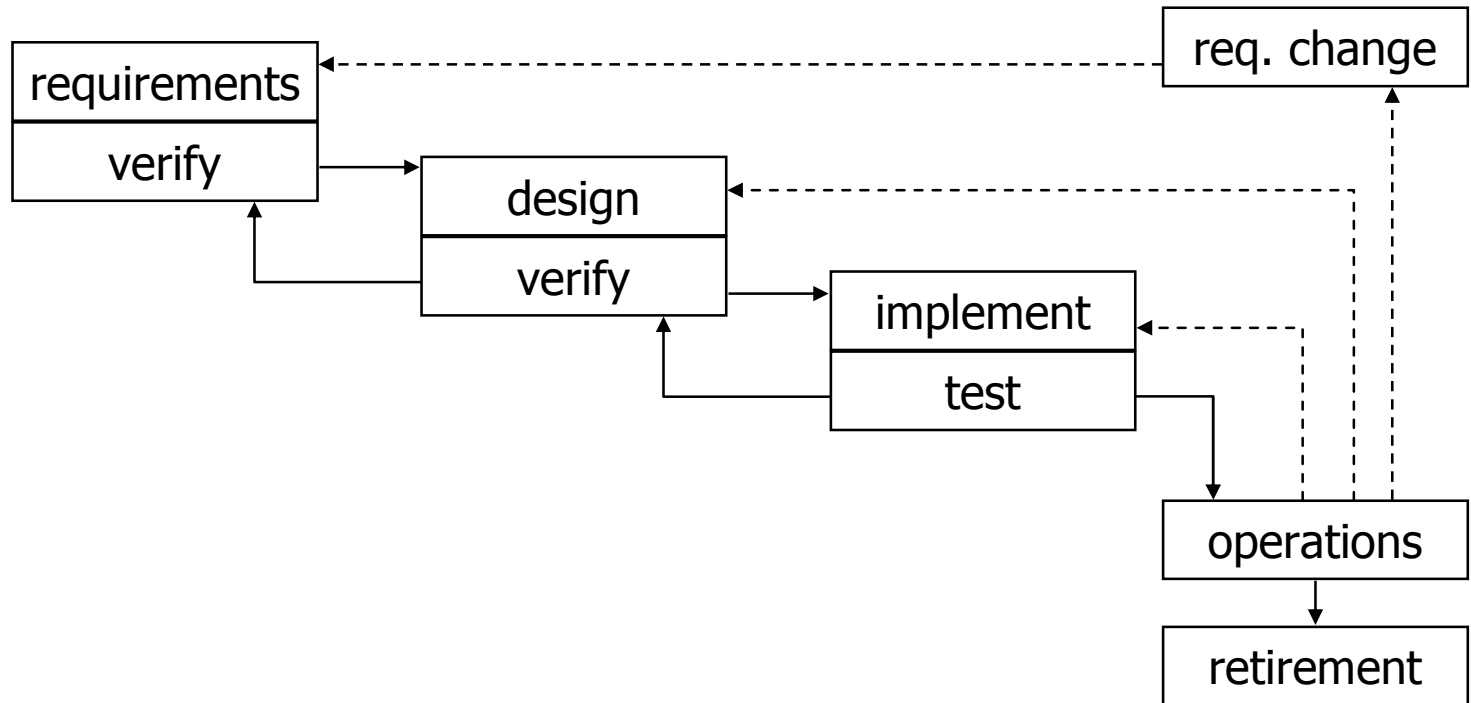 req. change
requirements
verify
design
verify
implement
test
operations
retirement